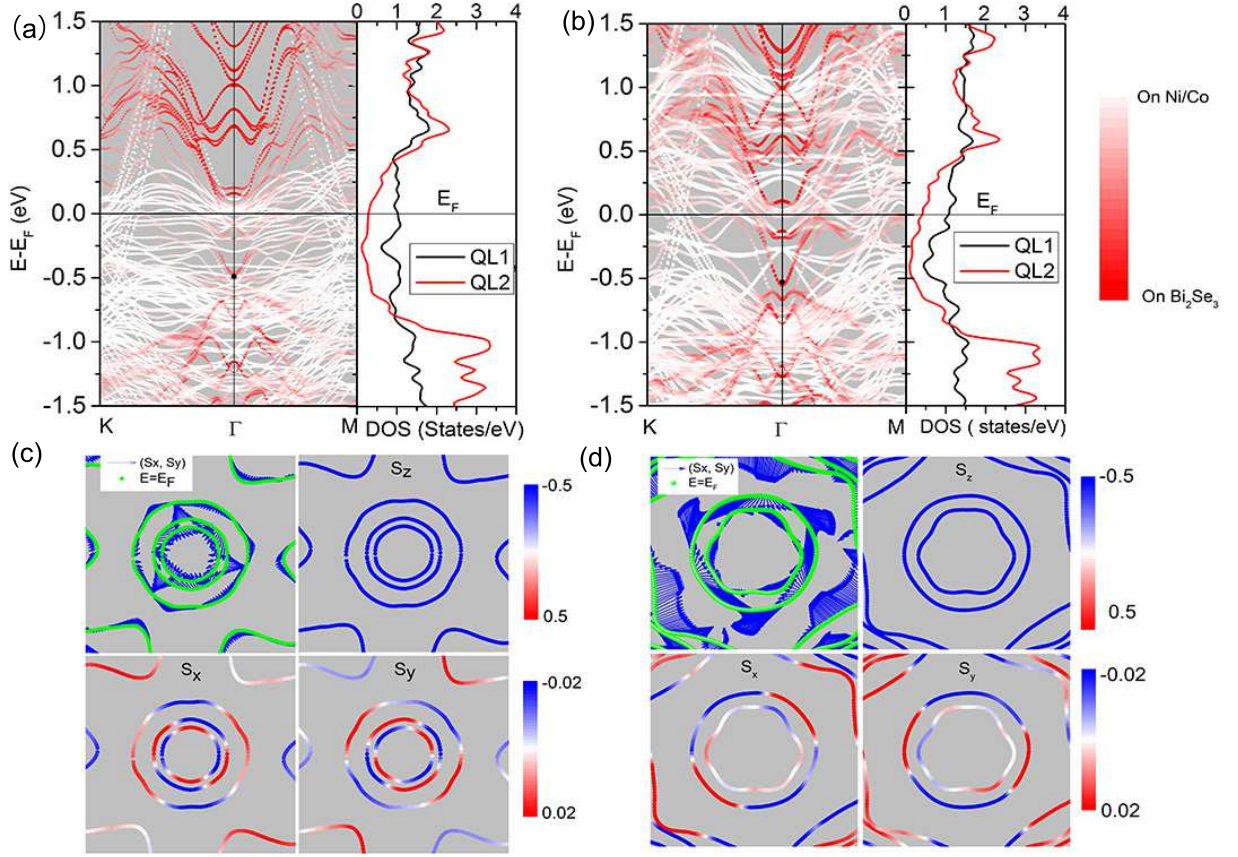 (a)
0 1 2 3 4
1.5
1.0
0.5
0.0
-0.5
-1.0
-1.5
E-E_F (eV)
E_F
QL1
QL2
K Γ M
DOS (States/eV)
(b)
0 1 2 3 4
1.5
1.0
0.5
0.0
-0.5
-1.0
-1.5
E-E_F (eV)
E_F
QL1
QL2
K Γ M
DOS ( states/eV)
On Ni/Co
On Bi₂Se₃
(c)
(Sx, Sy)
E=E_F
S_z
-0.5
0.5
S_x
S_y
-0.02
0.02
(d)
(Sx, Sy)
E=E_F
S_z
-0.5
0.5
S_x
S_y
-0.02
0.02